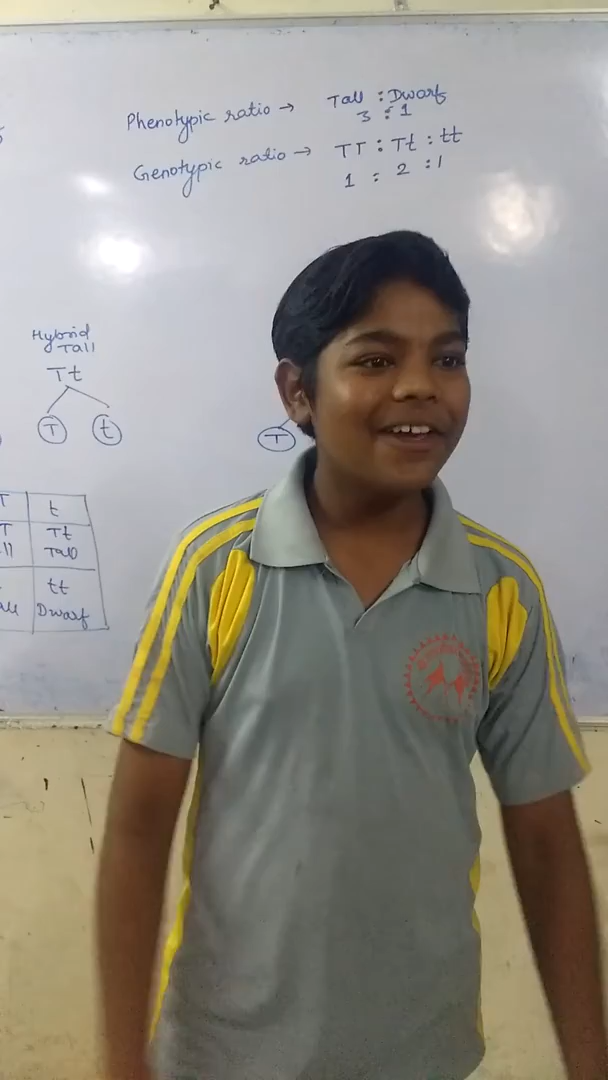 Phenotypic ratio → Tall : Dwarf
3 : 1
Genotypic ratio → TT : Tt : tt
1 : 2 : 1
Hybrid
Tall
Tt
T t
T
T t
T Tt
ll Tall
tt
Dwarf